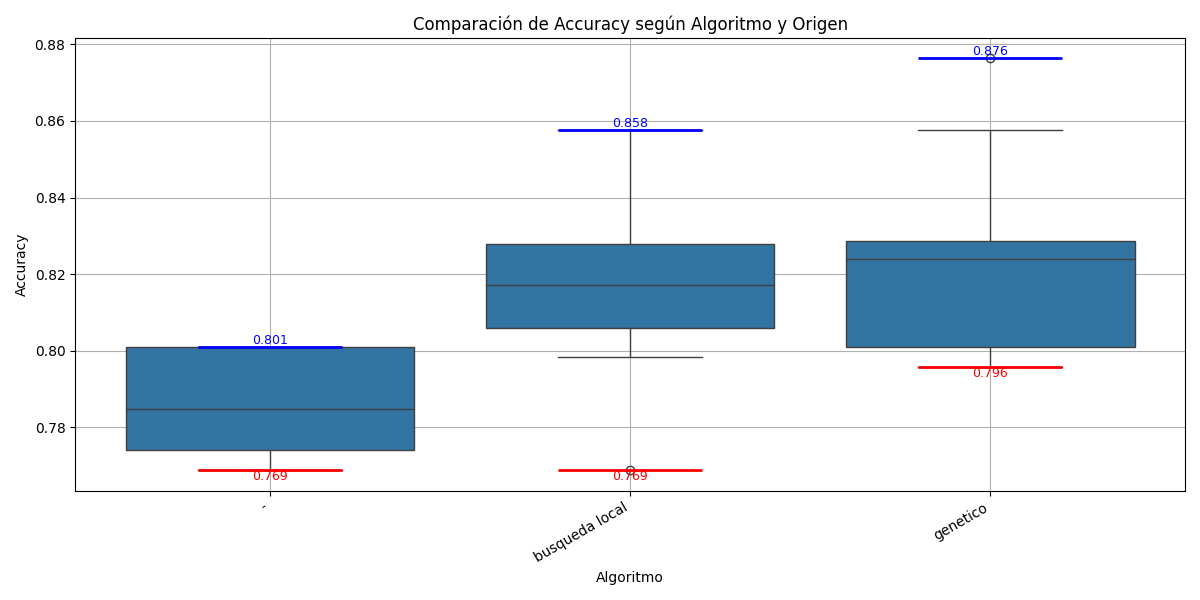 Comparación de Accuracy según Algoritmo y Origen
Accuracy
0.88
0.86
0.84
0.82
0.80
0.78
0.801
0.769
0.858
0.769
0.876
0.796
-
busqueda local
genetico
Algoritmo